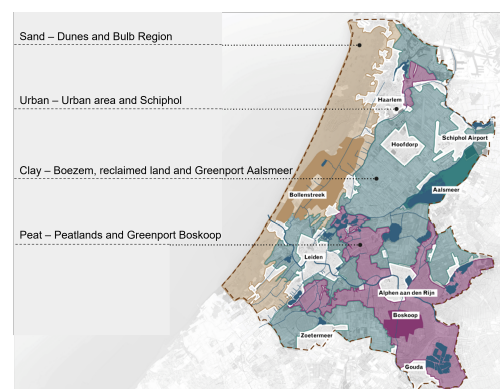 Sand – Dunes and Bulb Region
Urban – Urban area and Schiphol
Haarlem
Schiphol Airport
Hoofdorp
Clay – Boezem, reclaimed land and Greenport Aalsmeer
Aalsmeer
Bollenstreek
Peat – Peatlands and Greenport Boskoop
Leiden
Alphen aan den Rijn
Boskoop
Zoetermeer
Gouda